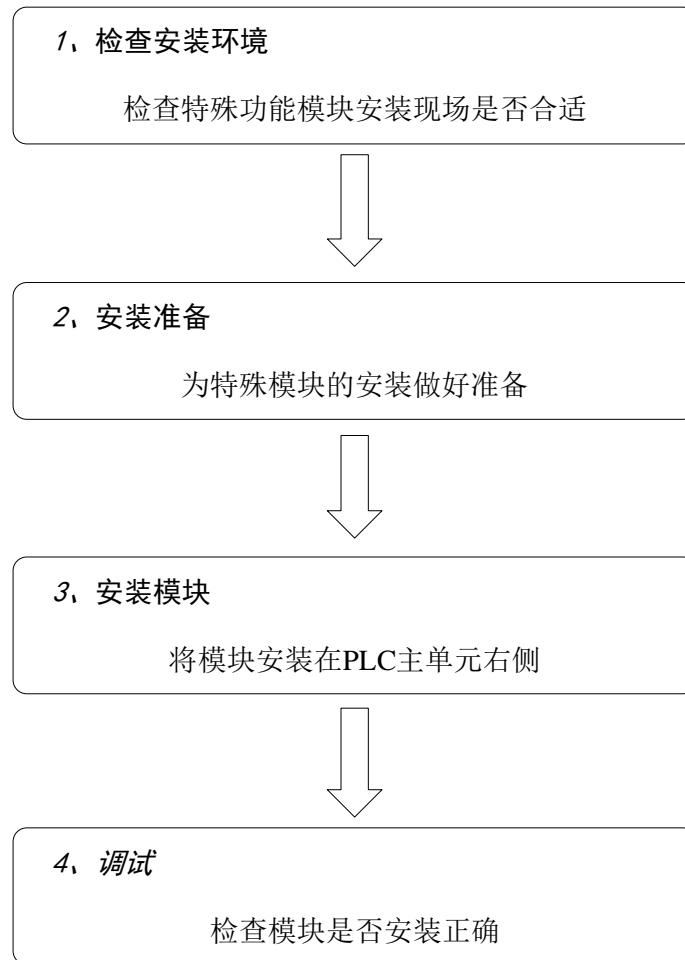 1、检查安装环境
检查特殊功能模块安装现场是否合适
2、安装准备
为特殊模块的安装做好准备
3、安装模块
将模块安装在PLC主单元右侧
4、调试
检查模块是否安装正确